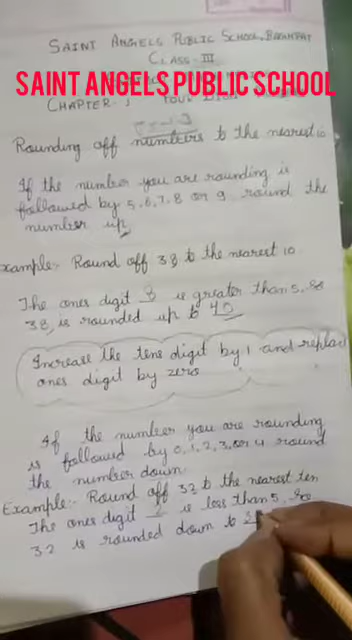 SAINT ANGELS PUBLIC SCHOOL, BAGHPAT
CLASS-III
SAINT ANGELS PUBLIC SCHOOL
CHAPTER 1 FOUR DIGIT
Rounding off numbers to the nearest 10
If the number you are rounding is
followed by 5,6,7,8 or 9, round the
number up
Example:- Round off 38 to the nearest 10
The ones digit 8 is greater than 5, so
38, is rounded up to 40
Increase the tens digit by 1 and replace
ones digit by zero
If the number you are rounding
is followed by 0,1,2,3, or 4 round
the number down
Example:- Round off 32 to the nearest ten
The ones digit 2 is less than 5, so
32 is rounded down to 3